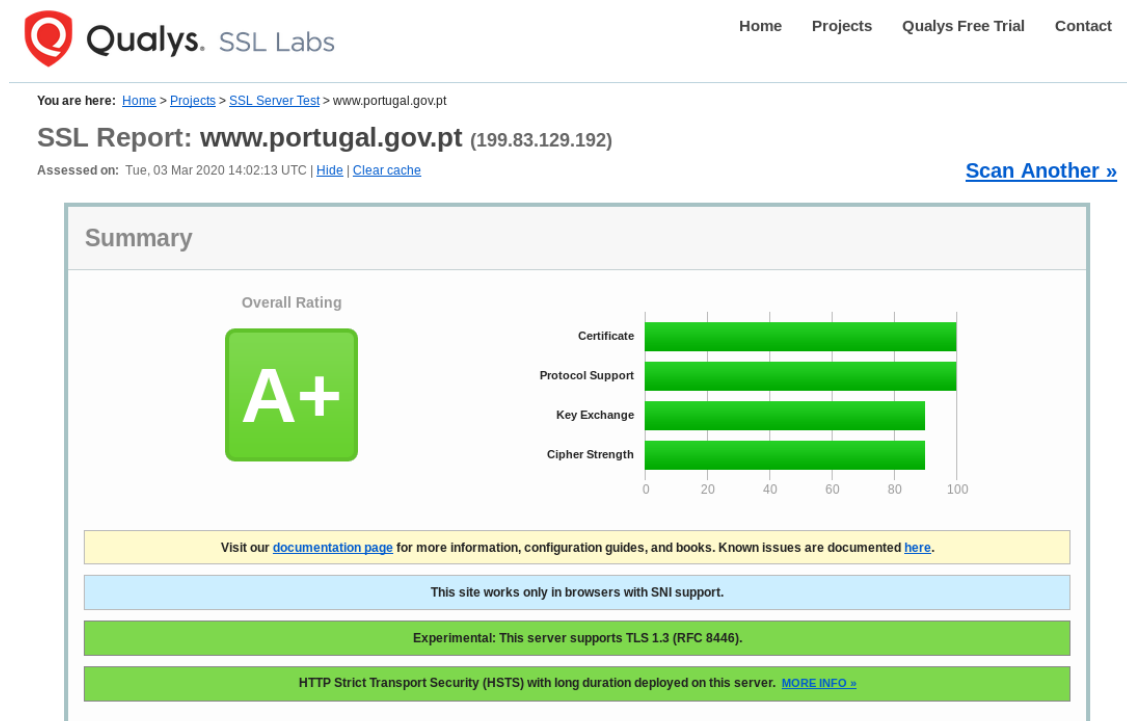 Qualys. SSL Labs
Home Projects Qualys Free Trial Contact
You are here: Home > Projects > SSL Server Test > www.portugal.gov.pt
SSL Report: www.portugal.gov.pt (199.83.129.192)
Assessed on: Tue, 03 Mar 2020 14:02:13 UTC | Hide | Clear cache
Scan Another »
Summary
Overall Rating
A+
Certificate
Protocol Support
Key Exchange
Cipher Strength
0 20 40 60 80 100
Visit our documentation page for more information, configuration guides, and books. Known issues are documented here.
This site works only in browsers with SNI support.
Experimental: This server supports TLS 1.3 (RFC 8446).
HTTP Strict Transport Security (HSTS) with long duration deployed on this server. MORE INFO »